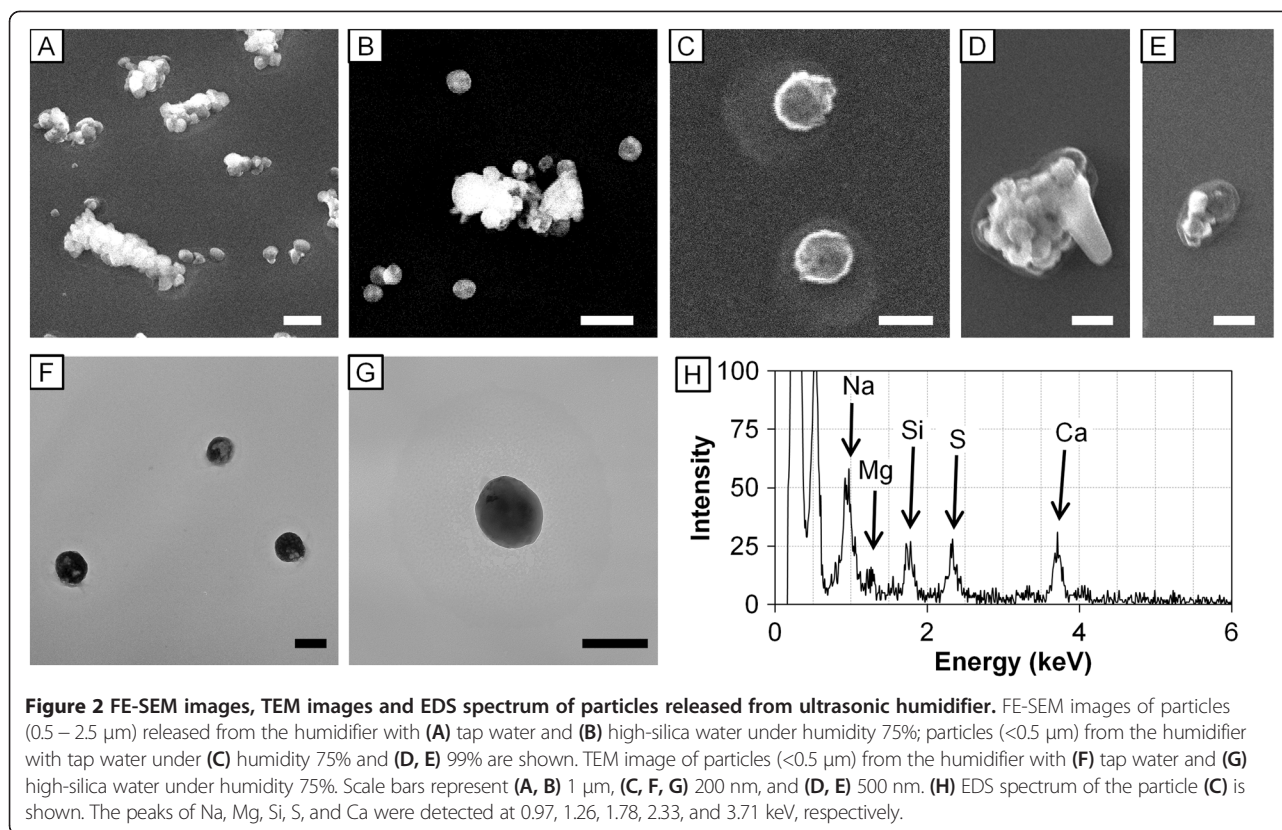 A
B
C
D
E
F
G
H
100
75
50
25
0
Intensity
Na
Mg
Si
S
Ca
0
2
4
6
Energy (keV)
Figure 2 FE-SEM images, TEM images and EDS spectrum of particles released from ultrasonic humidifier. FE-SEM images of particles
(0.5 – 2.5 μm) released from the humidifier with (A) tap water and (B) high-silica water under humidity 75%; particles (<0.5 μm) from the humidifier
with tap water under (C) humidity 75% and (D, E) 99% are shown. TEM image of particles (<0.5 μm) from the humidifier with (F) tap water and (G)
high-silica water under humidity 75%. Scale bars represent (A, B) 1 μm, (C, F, G) 200 nm, and (D, E) 500 nm. (H) EDS spectrum of the particle (C) is
shown. The peaks of Na, Mg, Si, S, and Ca were detected at 0.97, 1.26, 1.78, 2.33, and 3.71 keV, respectively.